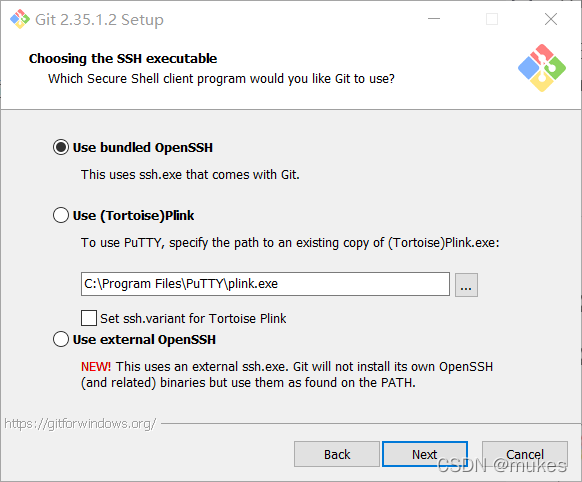 Git 2.35.1.2 Setup
Choosing the SSH executable
Which Secure Shell client program would you like Git to use?
Use bundled OpenSSH
This uses ssh.exe that comes with Git.
Use (Tortoise)Plink
To use PuTTY, specify the path to an existing copy of (Tortoise)Plink.exe:
C:\Program Files\PuTTY\plink.exe
...
Set ssh.variant for Tortoise Plink
Use external OpenSSH
NEW! This uses an external ssh.exe. Git will not install its own OpenSSH
(and related) binaries but use them as found on the PATH.
https://gitforwindows.org/
Back Next Cancel
CSDN @mukes